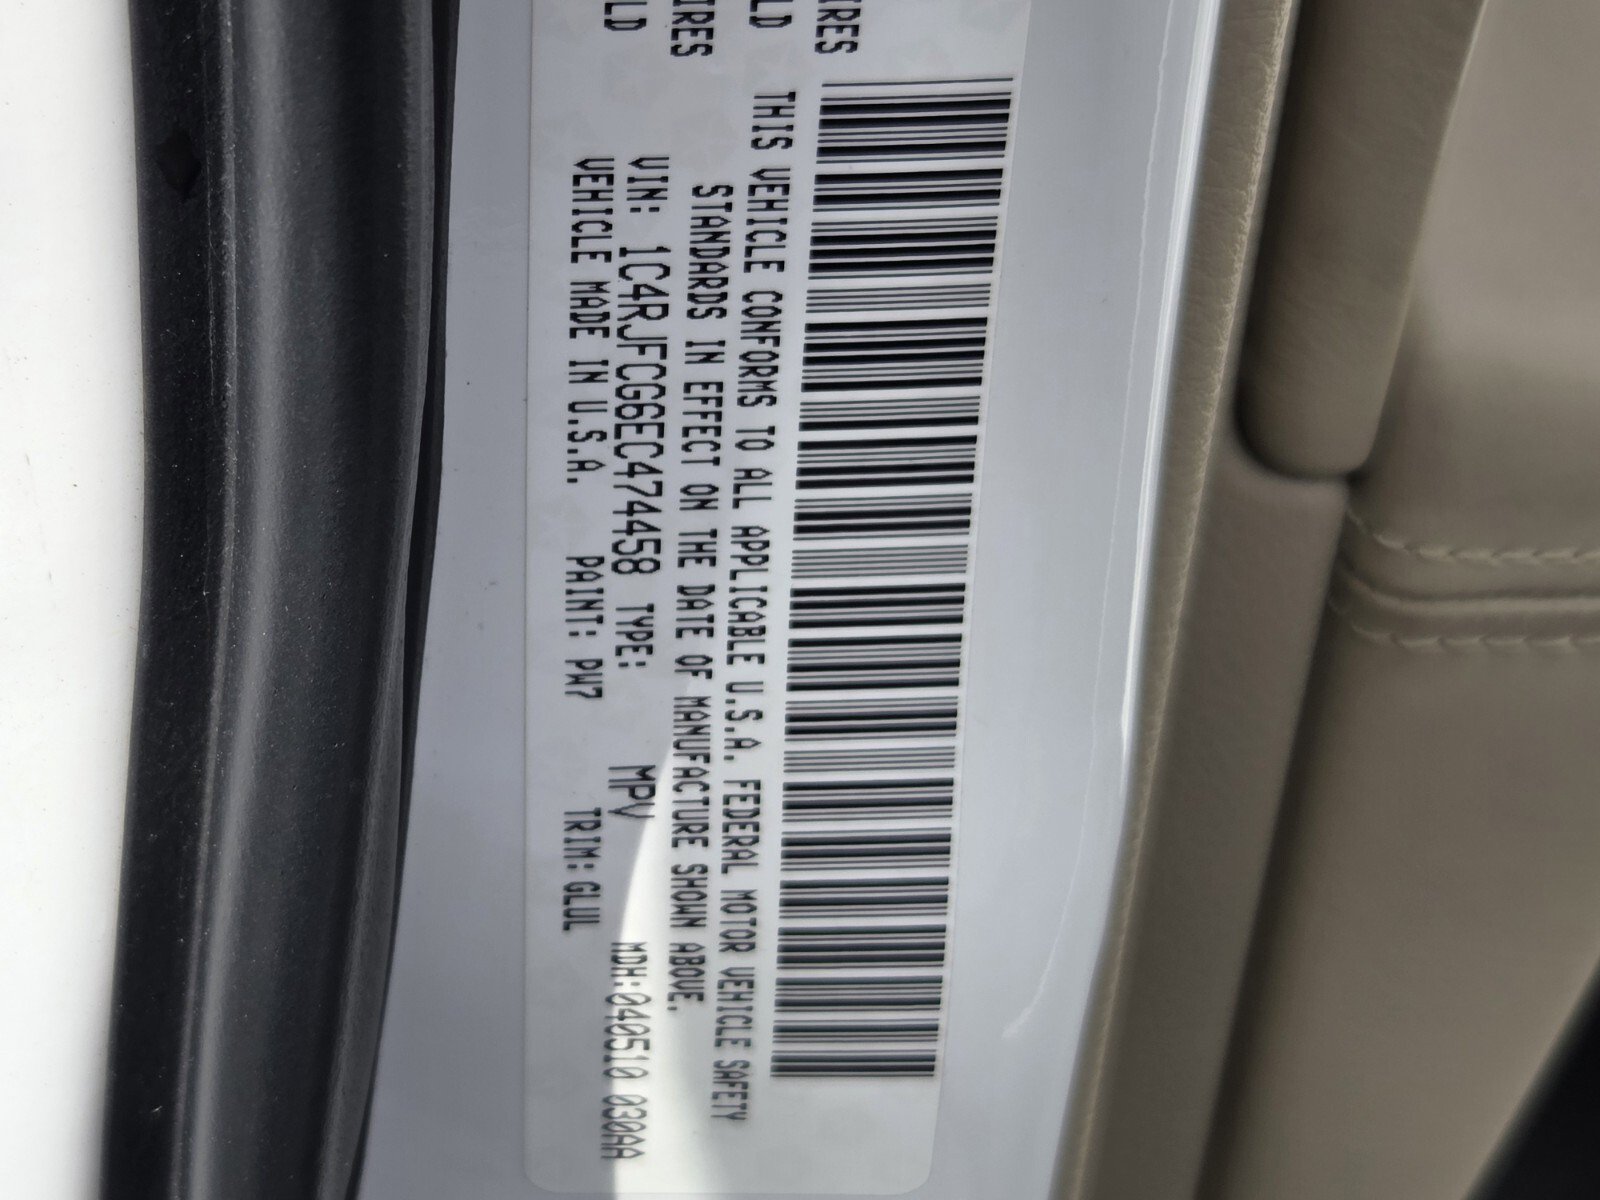 IRES
LD
IRES
LD
THIS VEHICLE CONFORMS TO ALL APPLICABLE U.S.A. FEDERAL MOTOR VEHICLE SAFETY
STANDARDS IN EFFECT ON THE DATE OF MANUFACTURE SHOWN ABOVE.
VIN: 1C4RJFCG6EC474458 TYPE: MPV MDH:040510 030AA
VEHICLE MADE IN U.S.A. PAINT: PW7 TRIM:GLUL